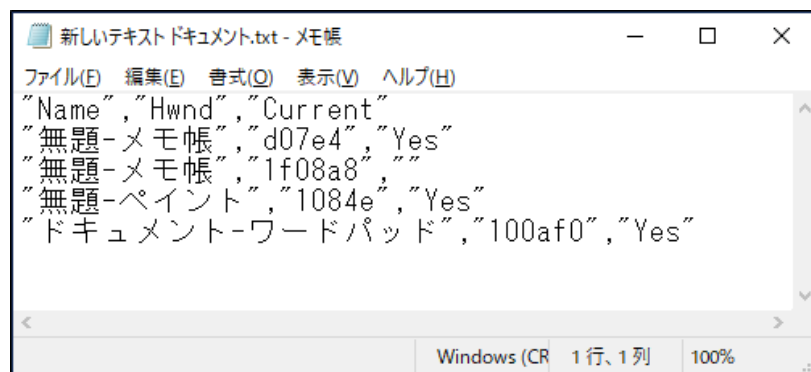 新しいテキスト ドキュメント.txt - メモ帳
ファイル(F) 編集(E) 書式(O) 表示(V) ヘルプ(H)
"Name","Hwnd","Current"
"無題-メモ帳","d07e4","Yes"
"無題-メモ帳","1f08a8",""
"無題-ペイント","1084e","Yes"
"ドキュメント-ワードパッド","100af0","Yes"
Windows (CR 1 行、1 列 100%